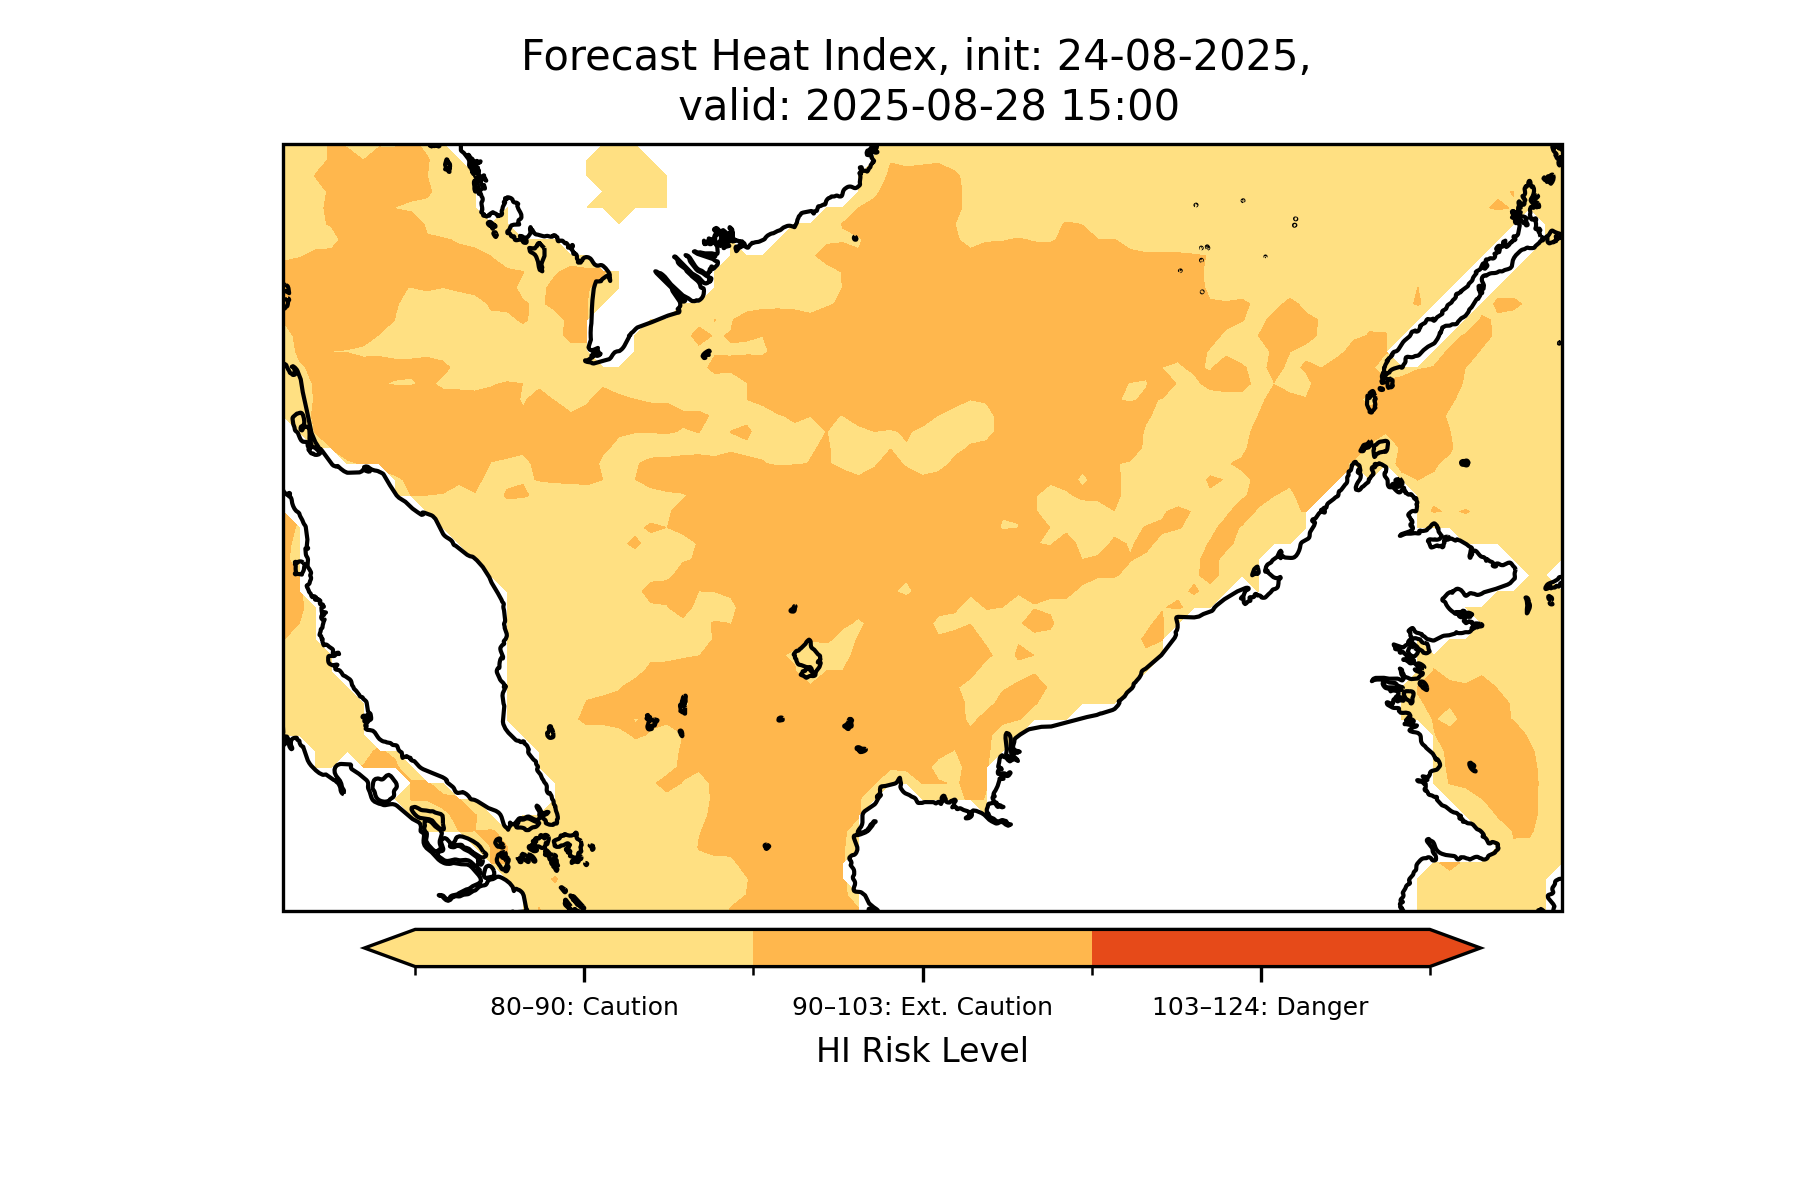 Forecast Heat Index, init: 24-08-2025,
valid: 2025-08-28 15:00
80–90: Caution
90–103: Ext. Caution
103–124: Danger
HI Risk Level